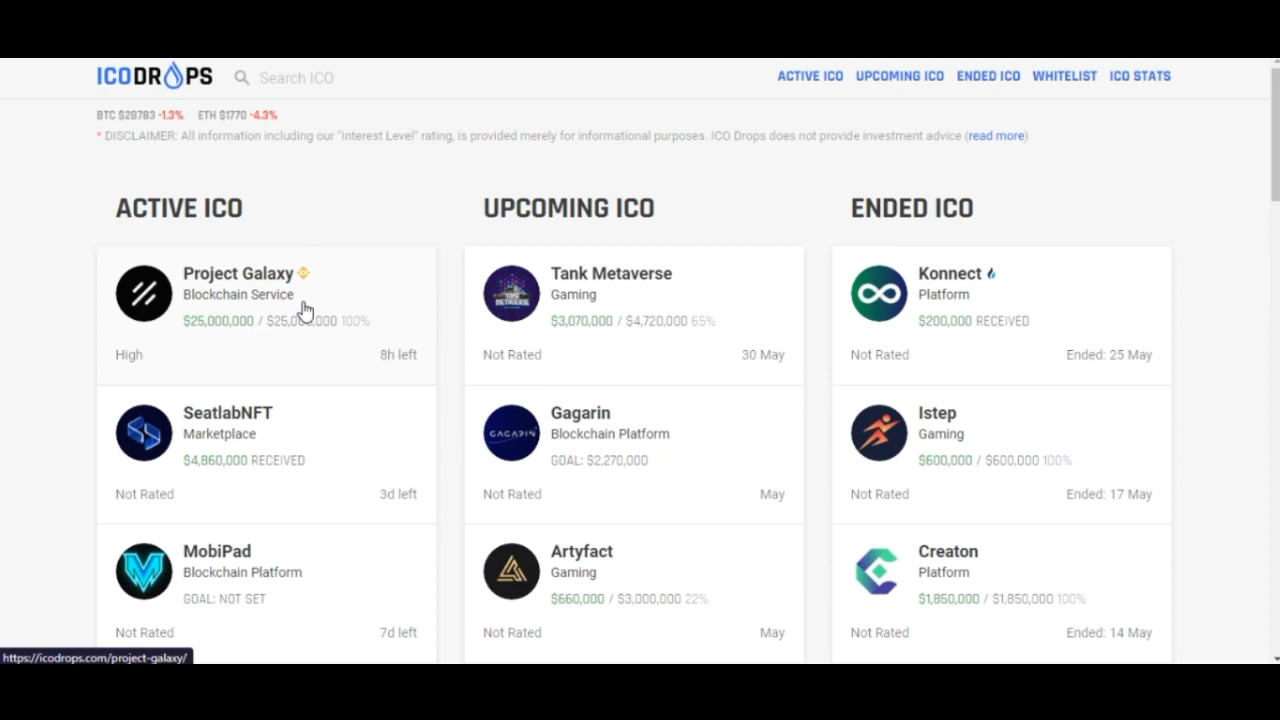 ICODROPS
Search ICO
ACTIVE ICO UPCOMING ICO ENDED ICO WHITELIST ICO STATS
BTC $28783 -1.3% ETH $1770 -4.3%
* DISCLAIMER: All information including our "Interest Level" rating, is provided merely for informational purposes. ICO Drops does not provide investment advice (read more)
ACTIVE ICO
Project Galaxy
Blockchain Service
$25,000,000 / $25,000,000 100%
High 8h left
SeatlabNFT
Marketplace
$4,860,000 RECEIVED
Not Rated 3d left
MobiPad
Blockchain Platform
GOAL: NOT SET
Not Rated 7d left
UPCOMING ICO
TANK METAVERSE
Tank Metaverse
Gaming
$3,070,000 / $4,720,000 65%
Not Rated 30 May
GAGARIN
Gagarin
Blockchain Platform
GOAL: $2,270,000
Not Rated May
Artyfact
Gaming
$660,000 / $3,000,000 22%
Not Rated May
ENDED ICO
Konnect
Platform
$200,000 RECEIVED
Not Rated Ended: 25 May
Istep
Gaming
$600,000 / $600,000 100%
Not Rated Ended: 17 May
Creaton
Platform
$1,850,000 / $1,850,000 100%
Not Rated Ended: 14 May
https://icodrops.com/project-galaxy/